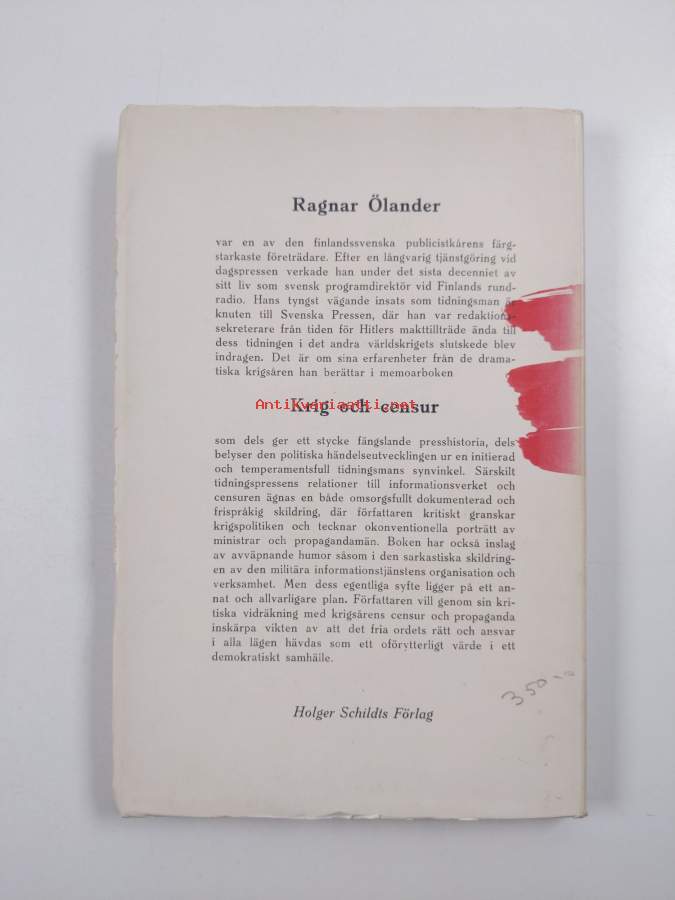 Ragnar Ölander
var en av den finlandssvenska publicistkårens färg-
starkaste företrädare. Efter en långvarig tjänstgöring vid
dagspressen verkade han under det sista decenniet av
sitt liv som svensk programdirektör vid Finlands rund-
radio. Hans tyngst vägande insats som tidningsman är
knuten till Svenska Pressen, där han var redaktions-
sekreterare från tiden för Hitlers makttillträde ända till
dess tidningen i det andra världskrigets slutskede blev
indragen. Det är om sina erfarenheter från de drama-
tiska krigsåren han berättar i memoarboken
Krig och censur
Antikvariaatti.net
som dels ger ett stycke fängslande presshistoria, dels
belyser den politiska händelseutvecklingen ur en initierad
och temperamentsfull tidningsmans synvinkel. Särskilt
tidningspressens relationer till informationsverket och
censuren ägnas en både omsorgsfullt dokumenterad och
frispråkig skildring, där författaren kritiskt granskar
krigspolitiken och tecknar okonventionella porträtt av
ministrar och propagandamän. Boken har också inslag
av avväpnande humor såsom i den sarkastiska skildring-
en av den militära informationstjänstens organisation och
verksamhet. Men dess egentliga syfte ligger på ett an-
nat och allvarligare plan. Författaren vill genom sin kri-
tiska vidräkning med krigsårens censur och propaganda
inskärpa vikten av att det fria ordets rätt och ansvar
i alla lägen hävdas som ett oförytterligt värde i ett
demokratiskt samhälle.
350:-
Holger Schildts Förlag